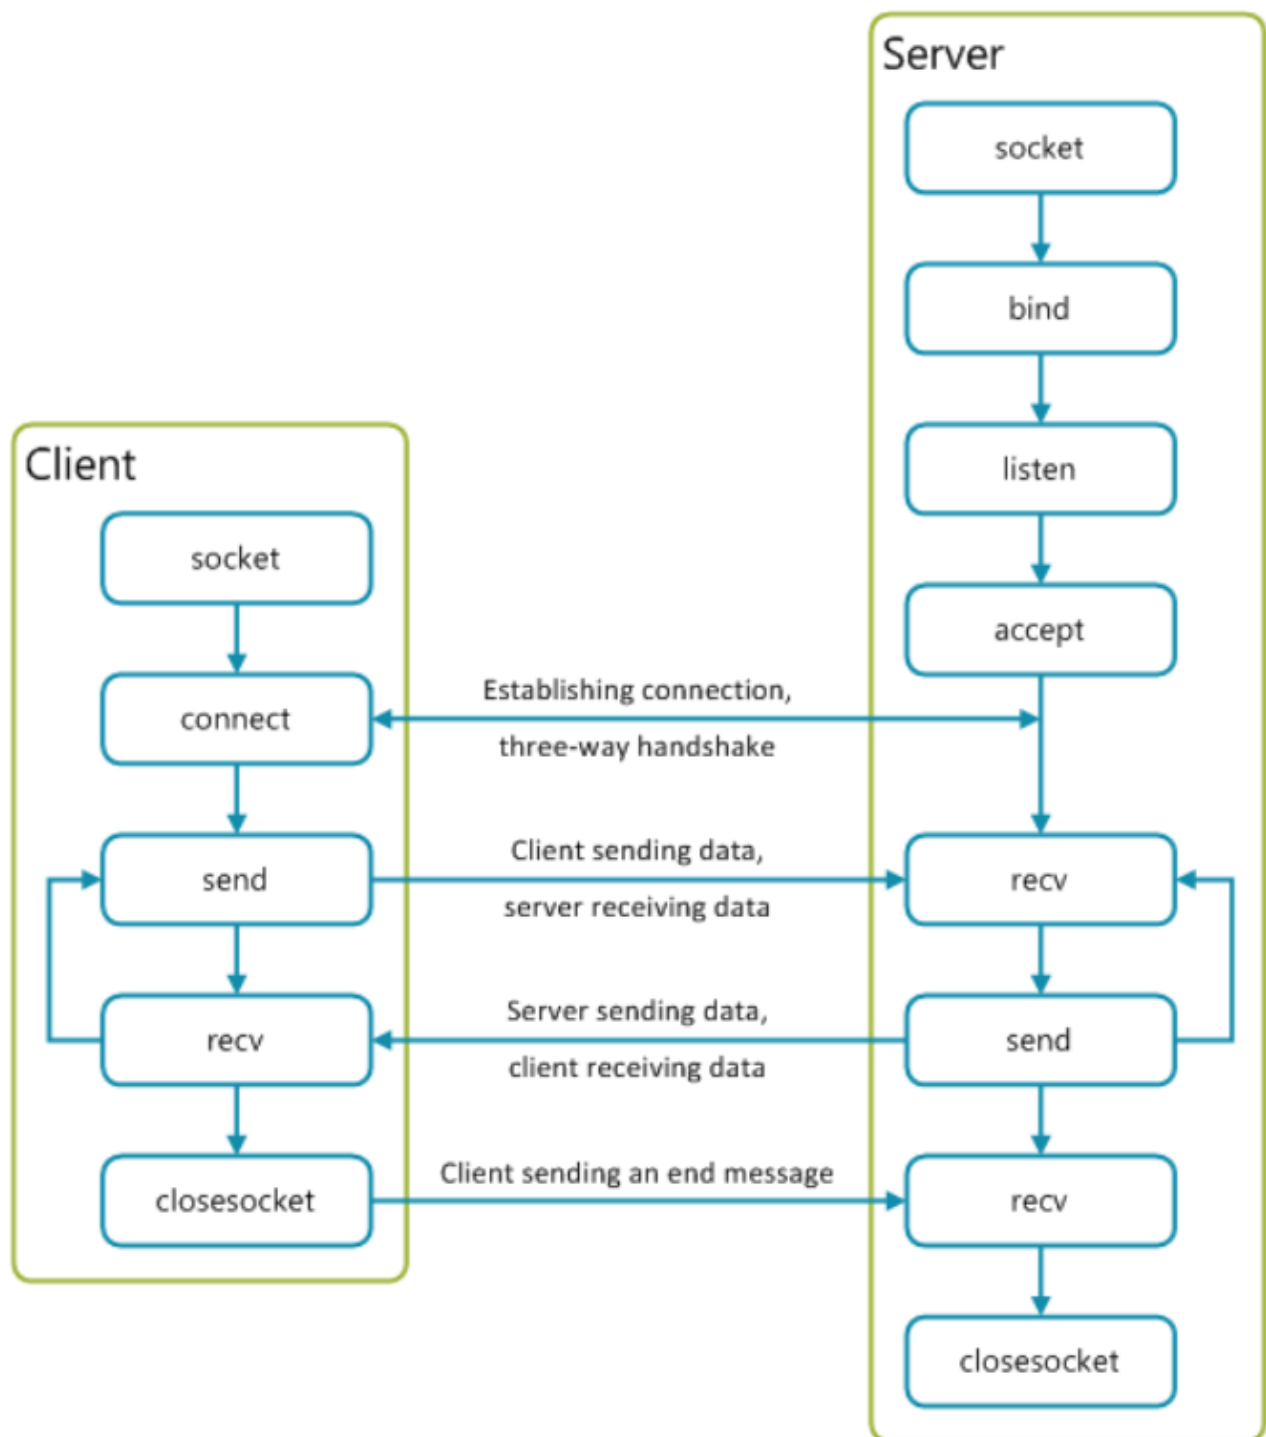 Server
socket
bind
listen
accept
Client
socket
connect
send
recv
closesocket
Establishing connection,
three-way handshake
Client sending data,
server receiving data
Server sending data,
client receiving data
Client sending an end message
recv
send
recv
closesocket